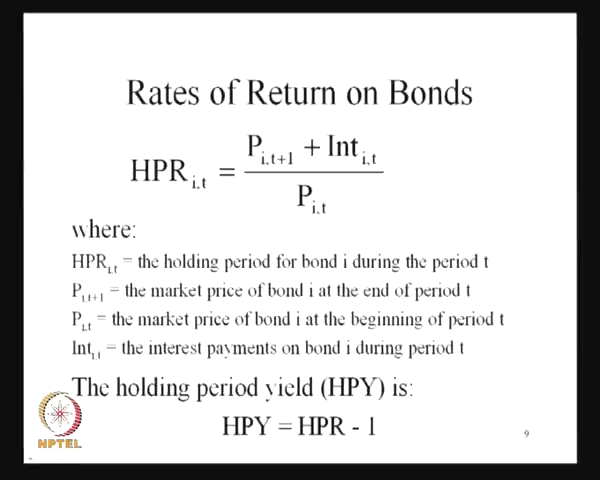 Rates of Return on Bonds
HPR i,t = P i,t+1 + Int i,t / P i,t
where:
HPR i,t = the holding period for bond i during the period t
P i,t+1 = the market price of bond i at the end of period t
P i,t = the market price of bond i at the beginning of period t
Int i,t = the interest payments on bond i during period t
The holding period yield (HPY) is:
HPY = HPR - 1
NPTEL
9